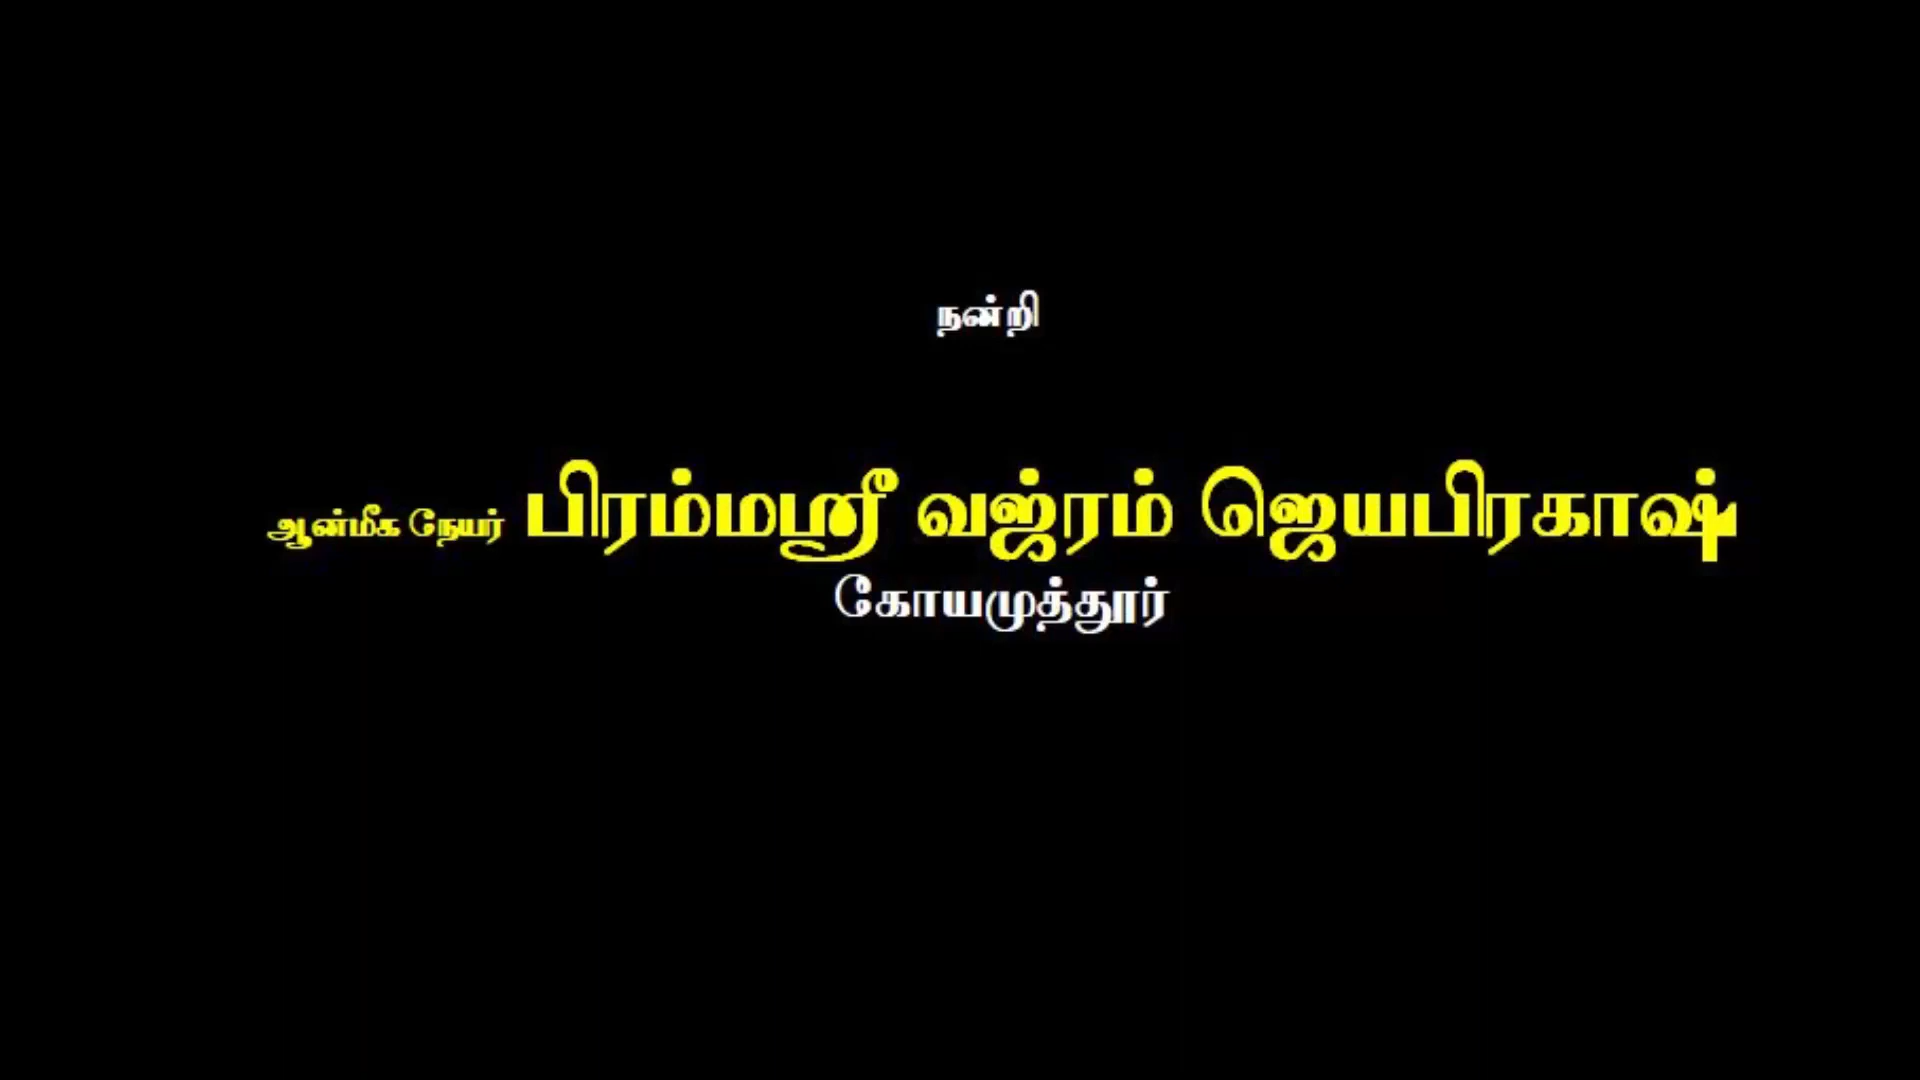 நன்றி
ஆன்மீக நேயர் பிரம்மஸ்ரீ வஜ்ரம் ஜெயபிரகாஷ்
கோயமுத்தூர்